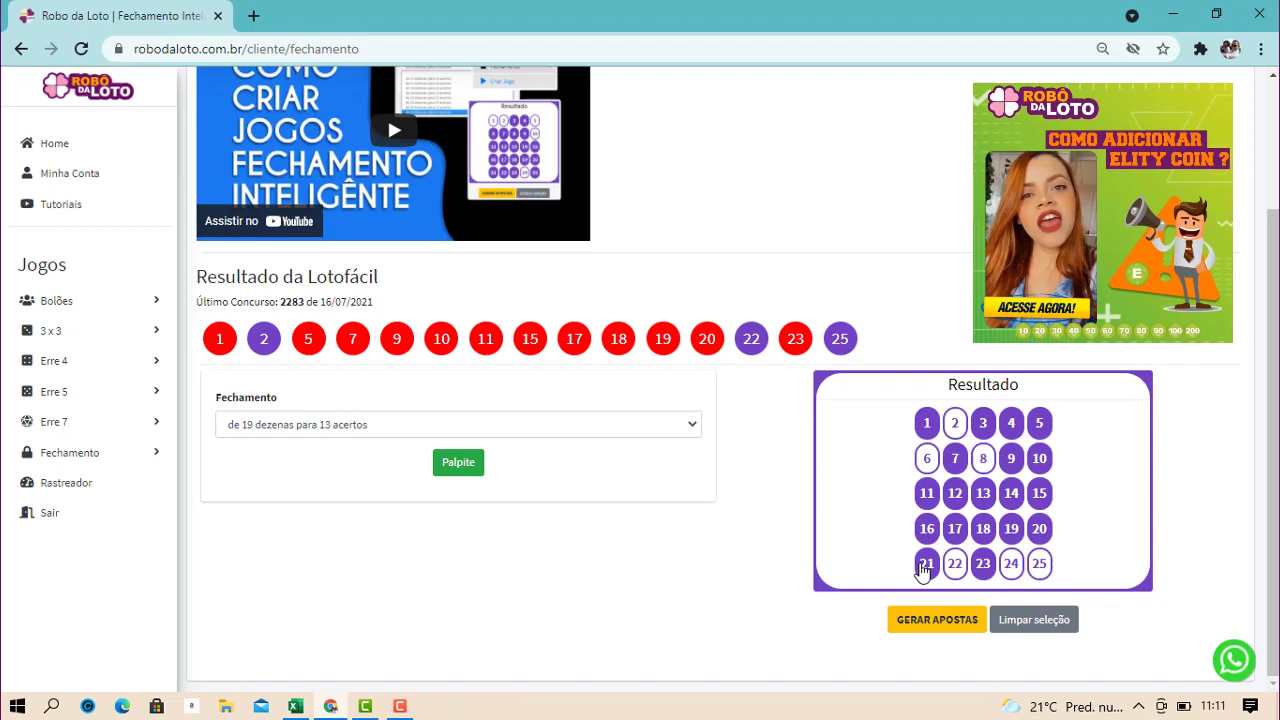 Robô da Loto | Fechamento Intel
robodaloto.com.br/cliente/fechamento
ROBÔ
DA LOTO
Home
Minha Conta
Tutoriais
Jogos
Bolões
3 x 3
Erre 4
Erre 5
Erre 7
Fechamento
Rastreador
Sair
COMO
CRIAR
JOGOS
FECHAMENTO
INTELIGÊNTE
Criar Jogo
Resultado
Assistir no YouTube
ROBÔ
DA LOTO
COMO ADICIONAR
ELITY COIN ?
E
ACESSE AGORA!
10 20 30 40 50 60 70 80 90 100 200
Resultado da Lotofácil
Último Concurso: 2283 de 16/07/2021
1 2 5 7 9 10 11 15 17 18 19 20 22 23 25
Fechamento
de 19 dezenas para 13 acertos
Palpite
Resultado
1 2 3 4 5
6 7 8 9 10
11 12 13 14 15
16 17 18 19 20
21 22 23 24 25
GERAR APOSTAS Limpar seleção
21°C Pred. nu... 11:11